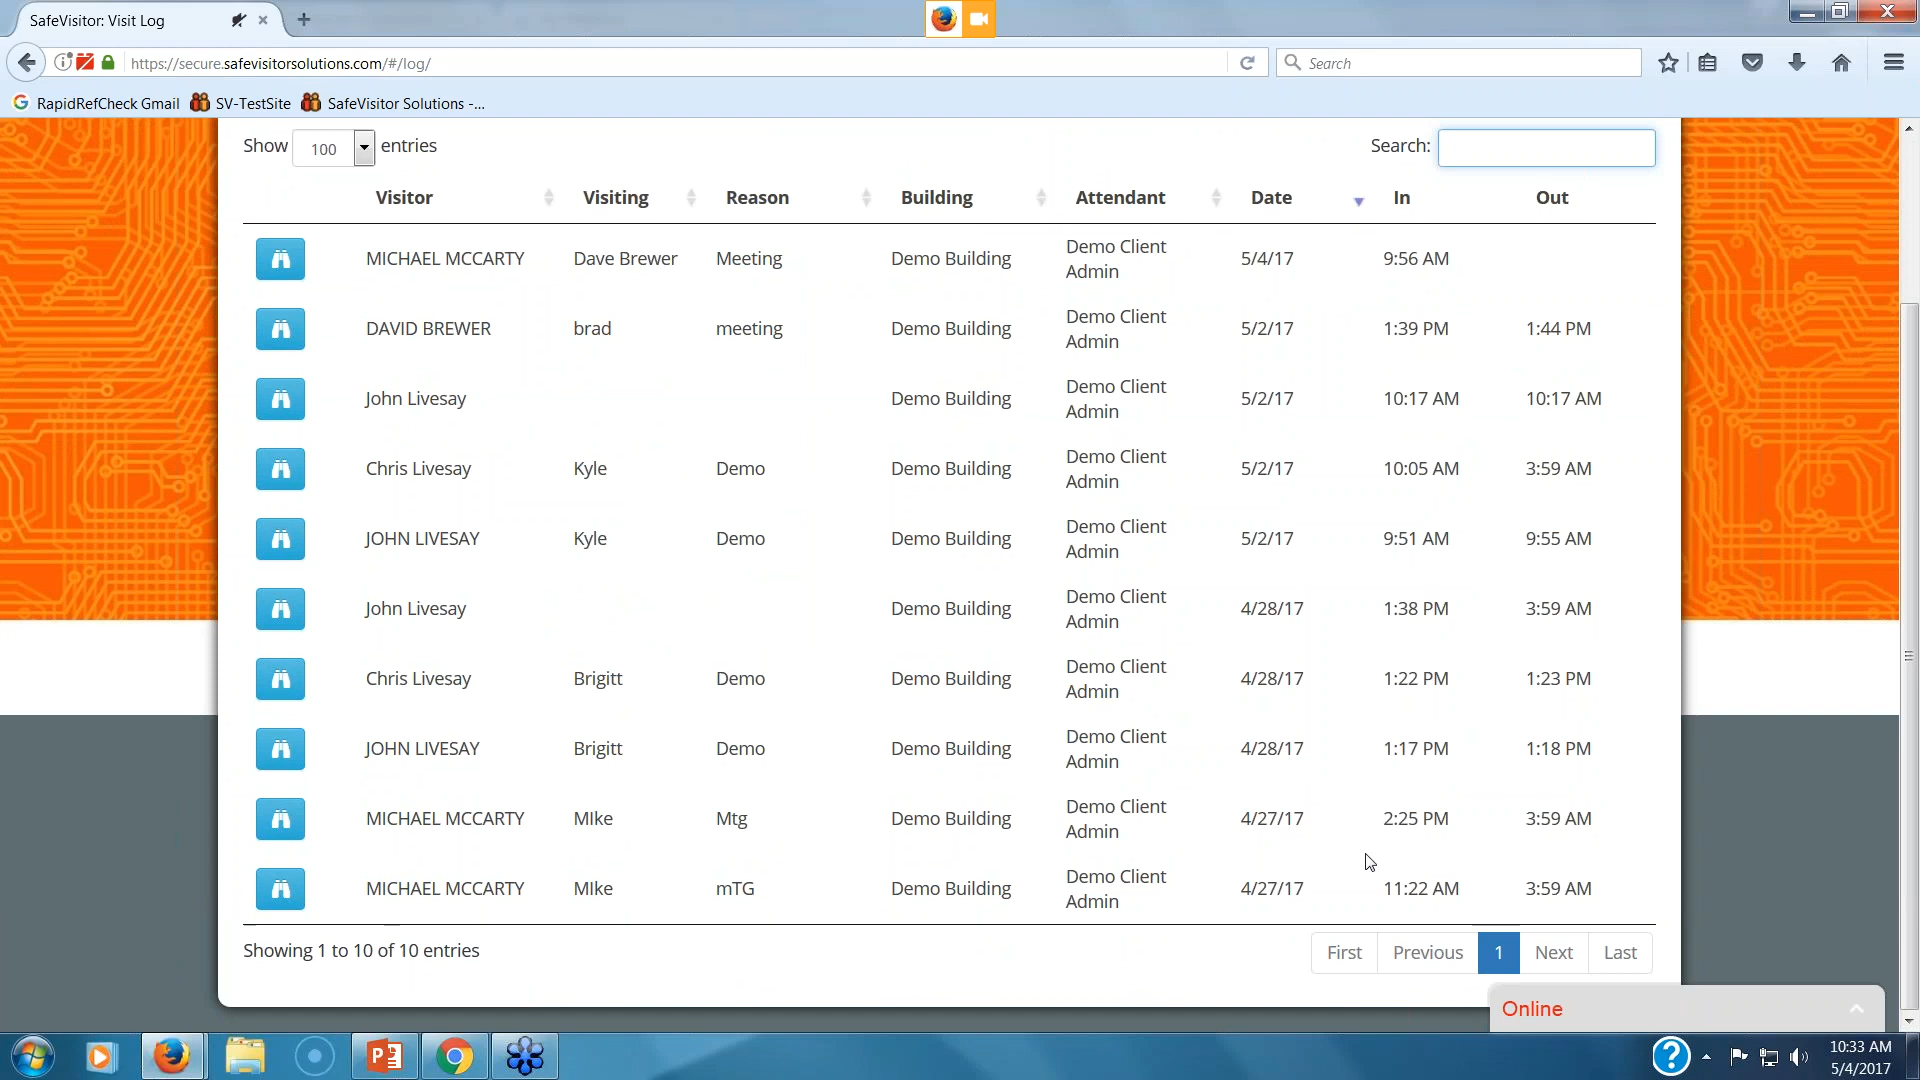 SafeVisitor: Visit Log
https://secure.safevisitorsolutions.com/#/log/
Search
RapidRefCheck Gmail SV-TestSite SafeVisitor Solutions -...
Show 100 entries Search:
Visitor Visiting Reason Building Attendant Date In Out
MICHAEL MCCARTY Dave Brewer Meeting Demo Building Demo Client Admin 5/4/17 9:56 AM
DAVID BREWER brad meeting Demo Building Demo Client Admin 5/2/17 1:39 PM 1:44 PM
John Livesay Demo Building Demo Client Admin 5/2/17 10:17 AM 10:17 AM
Chris Livesay Kyle Demo Demo Building Demo Client Admin 5/2/17 10:05 AM 3:59 AM
JOHN LIVESAY Kyle Demo Demo Building Demo Client Admin 5/2/17 9:51 AM 9:55 AM
John Livesay Demo Building Demo Client Admin 4/28/17 1:38 PM 3:59 AM
Chris Livesay Brigitt Demo Demo Building Demo Client Admin 4/28/17 1:22 PM 1:23 PM
JOHN LIVESAY Brigitt Demo Demo Building Demo Client Admin 4/28/17 1:17 PM 1:18 PM
MICHAEL MCCARTY MIke Mtg Demo Building Demo Client Admin 4/27/17 2:25 PM 3:59 AM
MICHAEL MCCARTY MIke mTG Demo Building Demo Client Admin 4/27/17 11:22 AM 3:59 AM
Showing 1 to 10 of 10 entries First Previous 1 Next Last
Online
10:33 AM
5/4/2017